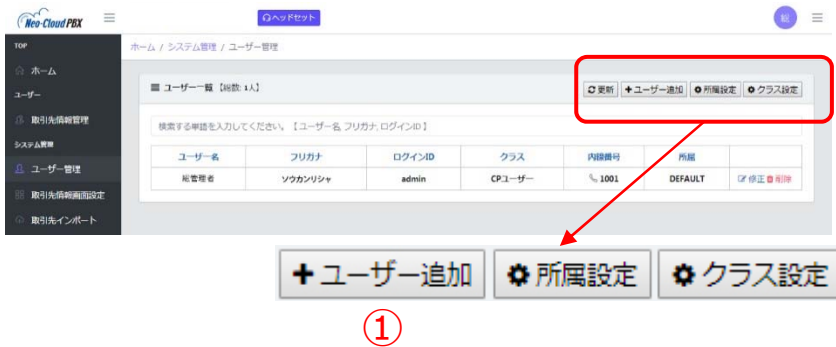 Neo-Cloud PBX
ヘッドセット
総
TOP
ホーム / システム管理 / ユーザー管理
ホーム
ユーザー一覧 【総数: 1人】
更新 ユーザー追加 所属設定 クラス設定
ユーザー
検索する単語を入力してください。【ユーザー名, フリガナ, ログインID】
取引先情報管理
システム管理
ユーザー名 フリガナ ログインID クラス 内線番号 所属
ユーザー管理
総管理者 ソウカンリシャ admin CPユーザー 1001 DEFAULT 修正 削除
取引先情報画面設定
取引先インポート
ユーザー追加 所属設定 クラス設定
①